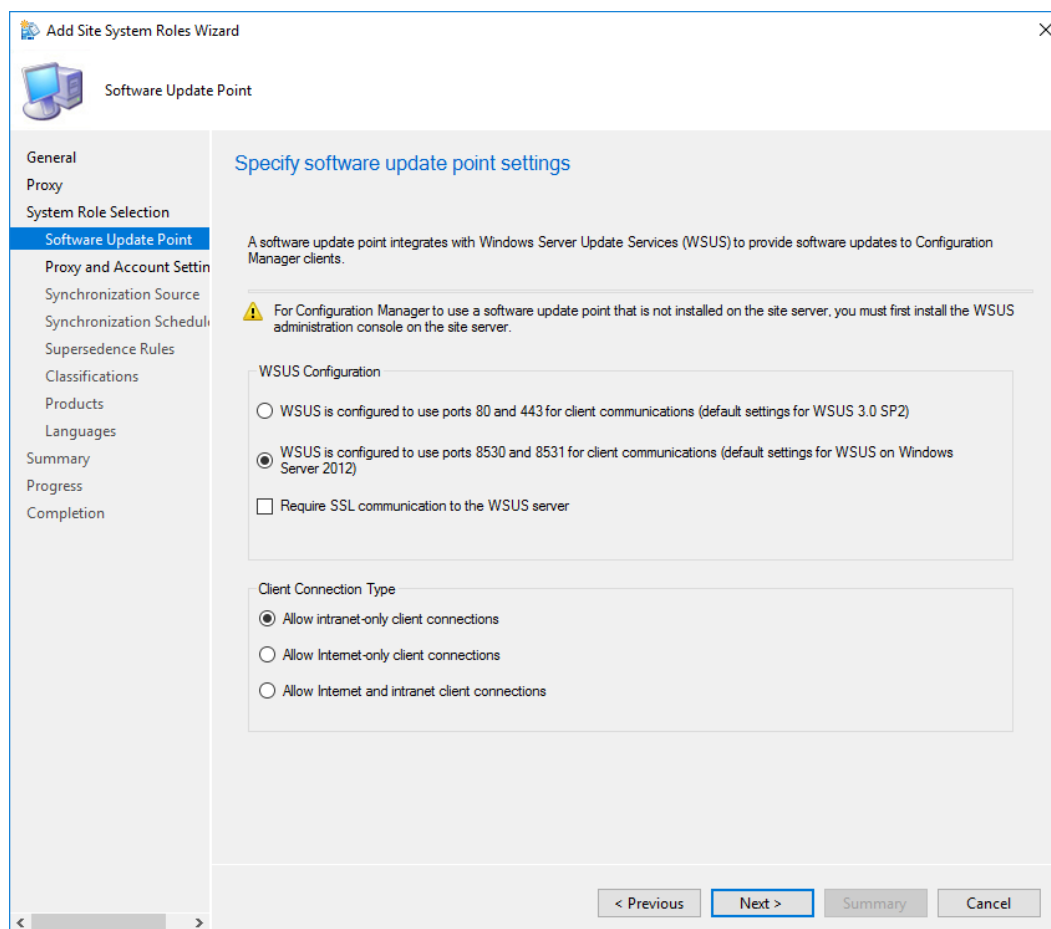 Add Site System Roles Wizard
Software Update Point
General
Proxy
System Role Selection
Software Update Point
Proxy and Account Settin
Synchronization Source
Synchronization Schedul
Supersedence Rules
Classifications
Products
Languages
Summary
Progress
Completion
Specify software update point settings
A software update point integrates with Windows Server Update Services (WSUS) to provide software updates to Configuration
Manager clients.
For Configuration Manager to use a software update point that is not installed on the site server, you must first install the WSUS
administration console on the site server.
WSUS Configuration
WSUS is configured to use ports 80 and 443 for client communications (default settings for WSUS 3.0 SP2)
WSUS is configured to use ports 8530 and 8531 for client communications (default settings for WSUS on Windows
Server 2012)
Require SSL communication to the WSUS server
Client Connection Type
Allow intranet-only client connections
Allow Internet-only client connections
Allow Internet and intranet client connections
< Previous
Next >
Summary
Cancel